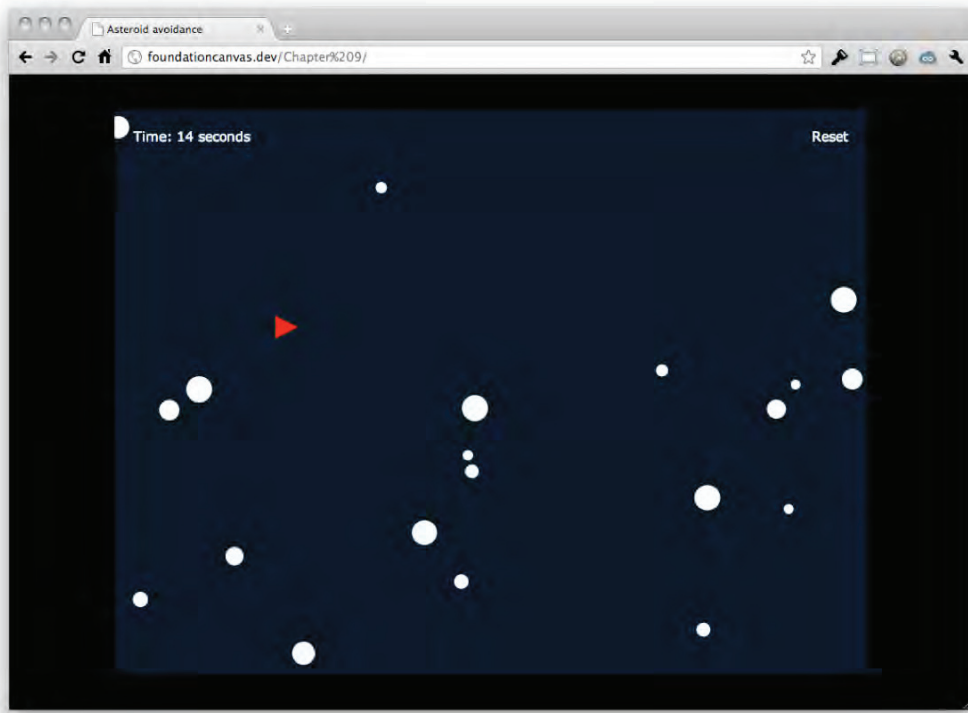 Asteroid avoidance
foundationcanvas.dev/Chapter%209/
Time: 14 seconds
Reset